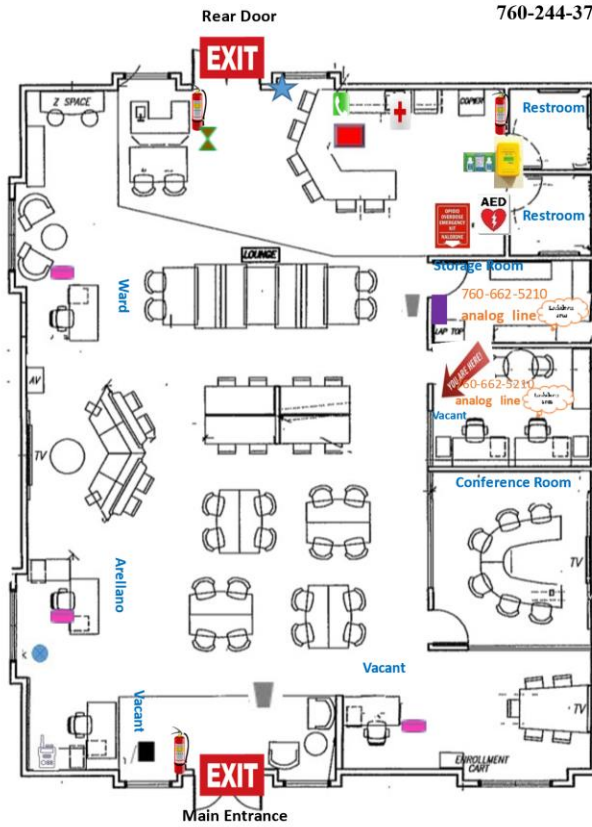 Rear Door
760-244-37
EXIT
Z SPACE
COPIER
Restroom
AED
OPIOID
OVERDOSE
EMERGENCY
KIT
NALOXONE
Restroom
LOUNGE
Storage Room
Ward
760-662-5210
analog line
LAP TOP
YOU ARE HERE!
60-662-5210
analog line
Vacant
AV
TV
Conference Room
TV
Arellano
Vacant
Vacant
TV
ENROLLMENT
CART
EXIT
Main Entrance